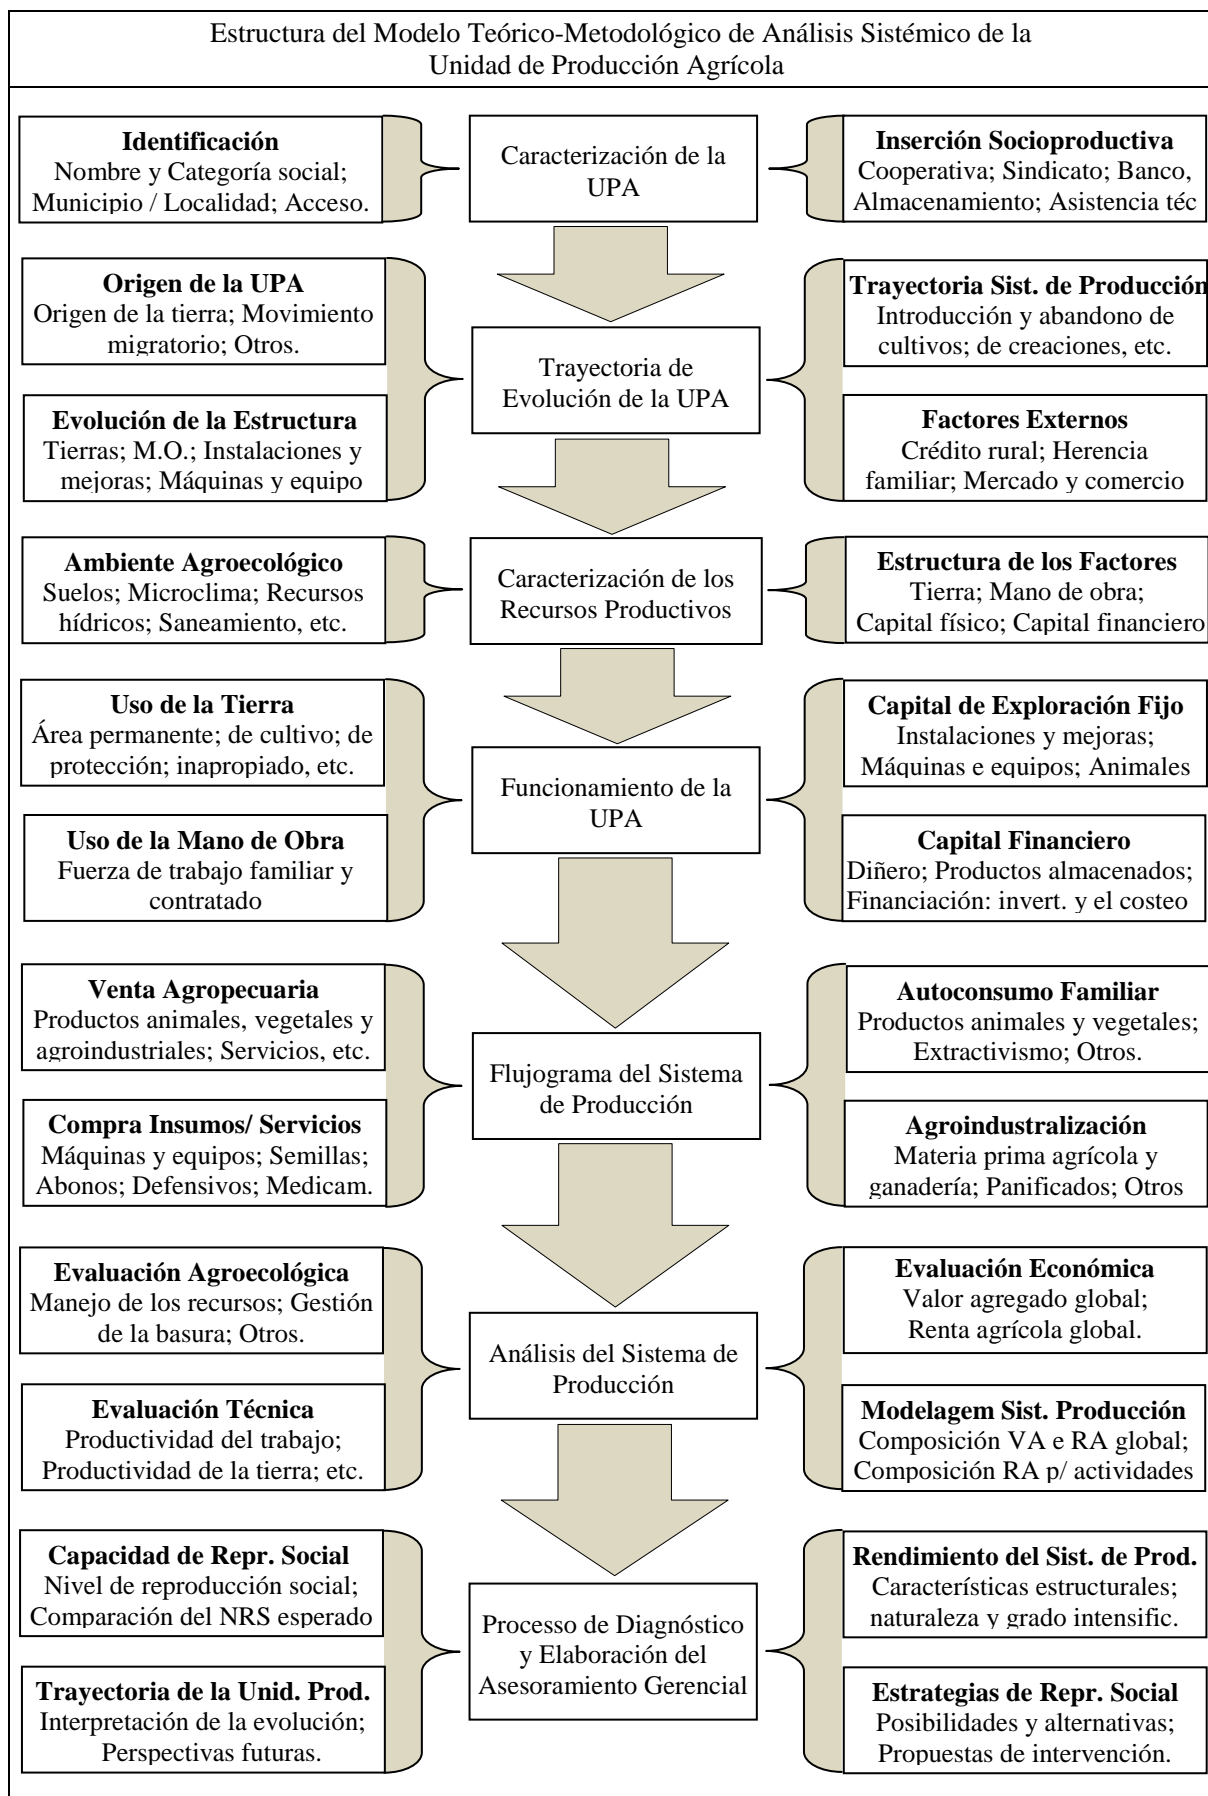 Estructura del Modelo Teórico-Metodológico de Análisis Sistémico de la
Unidad de Producción Agrícola
Identificación
Nombre y Categoría social;
Municipio / Localidad; Acceso.
Caracterización de la
UPA
Inserción Socioproductiva
Cooperativa; Sindicato; Banco,
Almacenamiento; Asistencia téc
Origen de la UPA
Origen de la tierra; Movimiento
migratorio; Otros.
Evolución de la Estructura
Tierras; M.O.; Instalaciones y
mejoras; Máquinas y equipo
Trayectoria de
Evolución de la UPA
Trayectoria Sist. de Producción
Introducción y abandono de
cultivos; de creaciones, etc.
Factores Externos
Crédito rural; Herencia
familiar; Mercado y comercio
Ambiente Agroecológico
Suelos; Microclima; Recursos
hídricos; Saneamiento, etc.
Caracterización de los
Recursos Productivos
Estructura de los Factores
Tierra; Mano de obra;
Capital físico; Capital financiero
Uso de la Tierra
Área permanente; de cultivo; de
protección; inapropiado, etc.
Uso de la Mano de Obra
Fuerza de trabajo familiar y
contratado
Funcionamiento de la
UPA
Capital de Exploración Fijo
Instalaciones y mejoras;
Máquinas e equipos; Animales
Capital Financiero
Diñero; Productos almacenados;
Financiación: invert. y el costeo
Venta Agropecuaria
Productos animales, vegetales y
agroindustriales; Servicios, etc.
Compra Insumos/ Servicios
Máquinas y equipos; Semillas;
Abonos; Defensivos; Medicam.
Flujograma del Sistema
de Producción
Autoconsumo Familiar
Productos animales y vegetales;
Extractivismo; Otros.
Agroindustralización
Materia prima agrícola y
ganadería; Panificados; Otros
Evaluación Agroecológica
Manejo de los recursos; Gestión
de la basura; Otros.
Evaluación Técnica
Productividad del trabajo;
Productividad de la tierra; etc.
Análisis del Sistema de
Producción
Evaluación Económica
Valor agregado global;
Renta agrícola global.
Modelagem Sist. Producción
Composición VA e RA global;
Composición RA p/ actividades
Capacidad de Repr. Social
Nivel de reproducción social;
Comparación del NRS esperado
Trayectoria de la Unid. Prod.
Interpretación de la evolución;
Perspectivas futuras.
Processo de Diagnóstico
y Elaboración del
Asesoramiento Gerencial
Rendimiento del Sist. de Prod.
Características estructurales;
naturaleza y grado intensific.
Estrategias de Repr. Social
Posibilidades y alternativas;
Propuestas de intervención.